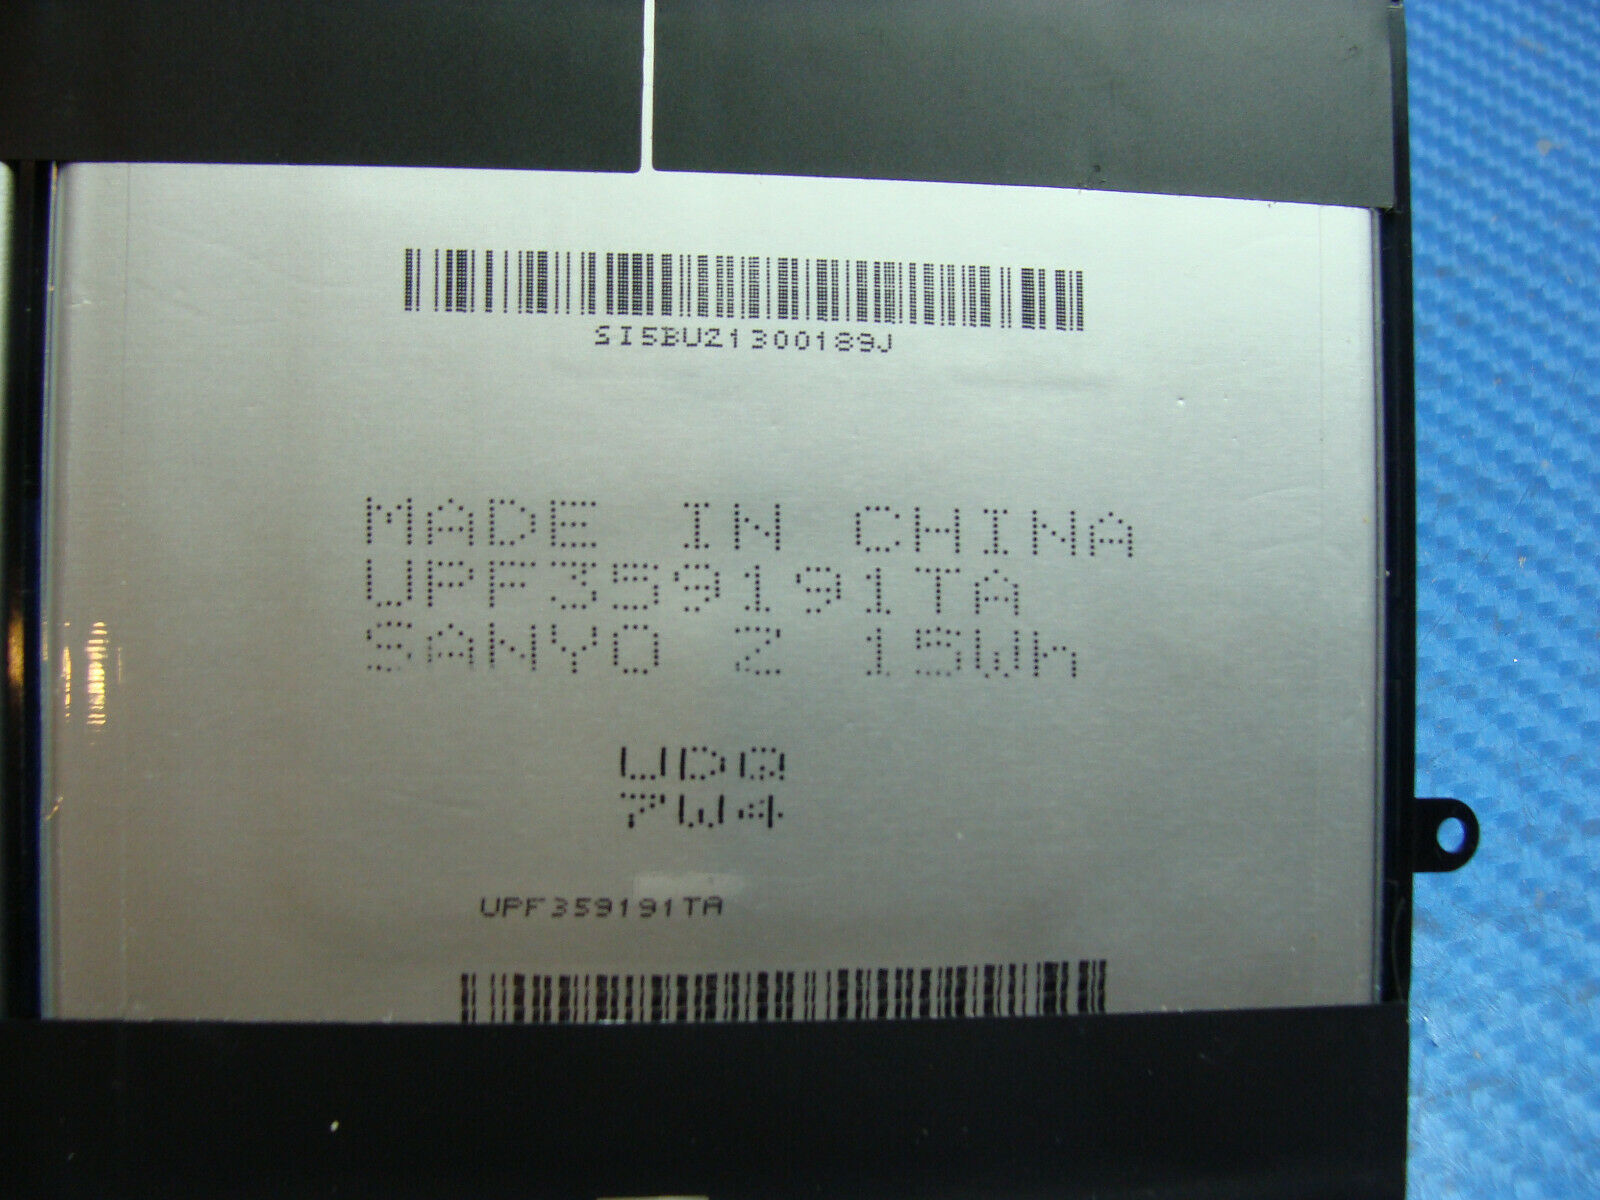 SI5BUZ1300189J
MADE IN CHINA
UPF359191TA
SANYO Z 15Wh
UDQ
7W4
UPF359191TA